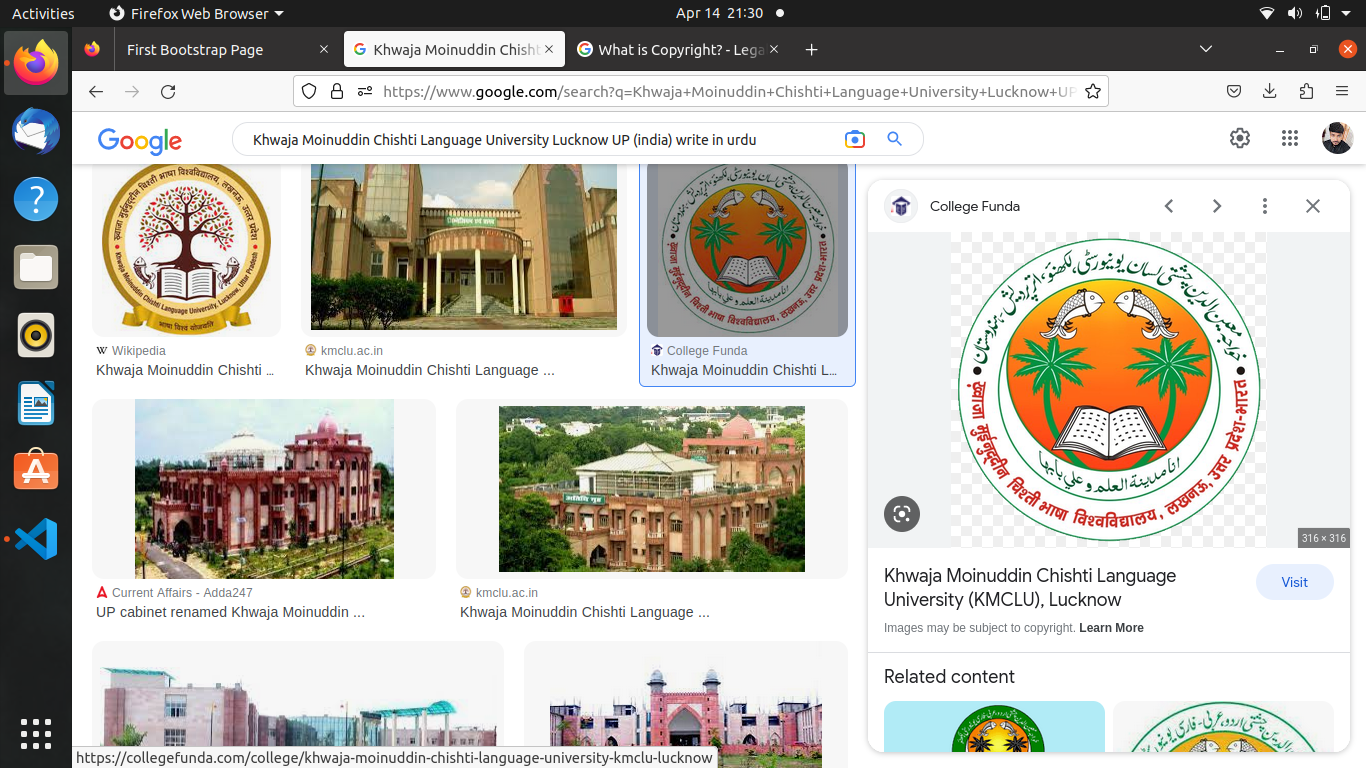 Activities
Firefox Web Browser
Apr 14 21:30
First Bootstrap Page
Khwaja Moinuddin Chisht
What is Copyright? - Lega
https://www.google.com/search?q=Khwaja+Moinuddin+Chishti+Language+University+Lucknow+UP
Google
Khwaja Moinuddin Chishti Language University Lucknow UP (india) write in urdu
ख़्वाजा मुईनुद्दीन चिश्ती भाषा विश्वविद्यालय, लखनऊ, उत्तर प्रदेश
Khwaja Moinuddin Chishti Language University, Lucknow, Uttar Pradesh
भाषा विश्व योजयति
W Wikipedia
Khwaja Moinuddin Chishti ...
kmclu.ac.in
Khwaja Moinuddin Chishti Language ...
College Funda
Khwaja Moinuddin Chishti L...
अतिथि गृह
Current Affairs - Adda247
UP cabinet renamed Khwaja Moinuddin ...
kmclu.ac.in
Khwaja Moinuddin Chishti Language ...
College Funda
خواجہ معین الدین چشتی لسان یونیورسٹی، لکھنؤ، اتر پردیش-ہندوستان
انا مدینة العلم و علي بابها
ख़्वाजा मुईनुद्दीन चिश्ती भाषा विश्वविद्यालय, लखनऊ, उत्तर प्रदेश-भारत
316 × 316
Khwaja Moinuddin Chishti Language
University (KMCLU), Lucknow
Visit
Images may be subject to copyright. Learn More
Related content
https://collegefunda.com/college/khwaja-moinuddin-chishti-language-university-kmclu-lucknow